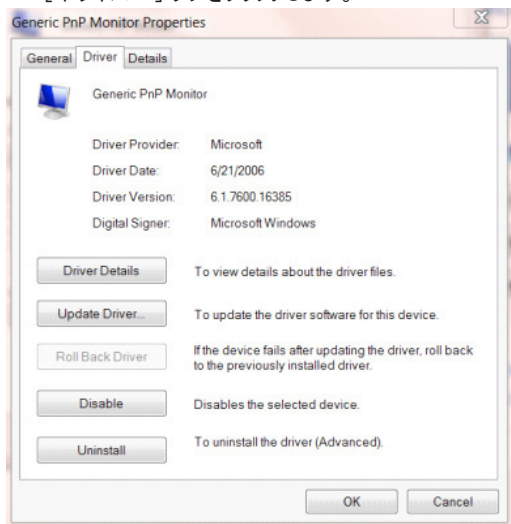 Generic PnP Monitor Properties
General Driver Details
Generic PnP Monitor
Driver Provider: Microsoft
Driver Date: 6/21/2006
Driver Version: 6.1.7600.16385
Digital Signer: Microsoft Windows
Driver Details To view details about the driver files.
Update Driver... To update the driver software for this device.
Roll Back Driver If the device fails after updating the driver, roll back
to the previously installed driver.
Disable Disables the selected device.
Uninstall To uninstall the driver (Advanced).
OK Cancel